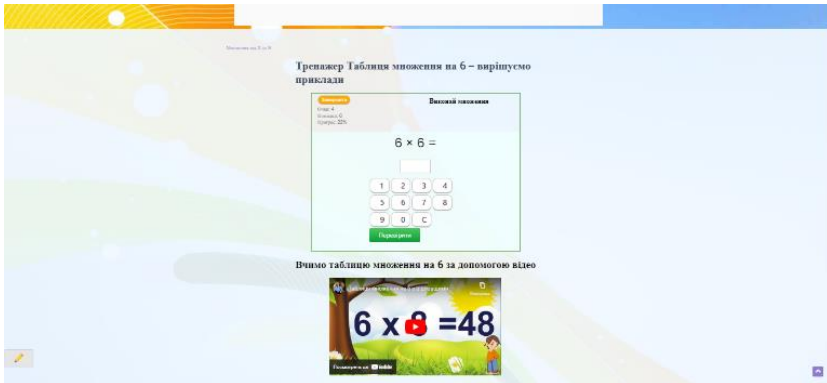 Тренажер Таблиця множення на 6 – вирішуємо
приклади
Виконай множення
6 × 6 =
1 2 3 4
5 6 7 8
9 0 C
Перевірити
Вчимо таблицю множення на 6 за допомогою відео
6 x 8 =48
YouTube